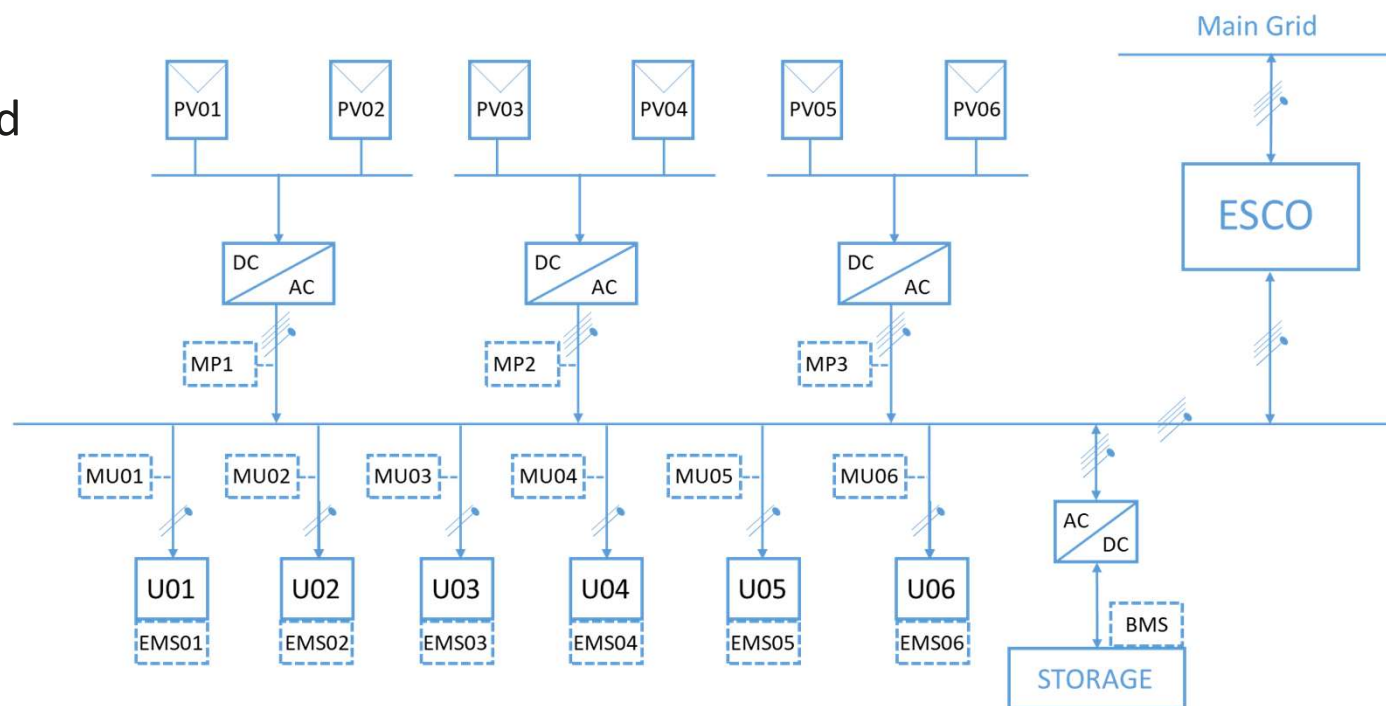 Main Grid
d
PV01 PV02 PV03 PV04 PV05 PV06
ESCO
DC AC DC AC DC AC
MP1 MP2 MP3
MU01 MU02 MU03 MU04 MU05 MU06
AC DC
U01 U02 U03 U04 U05 U06
EMS01 EMS02 EMS03 EMS04 EMS05 EMS06
BMS
STORAGE